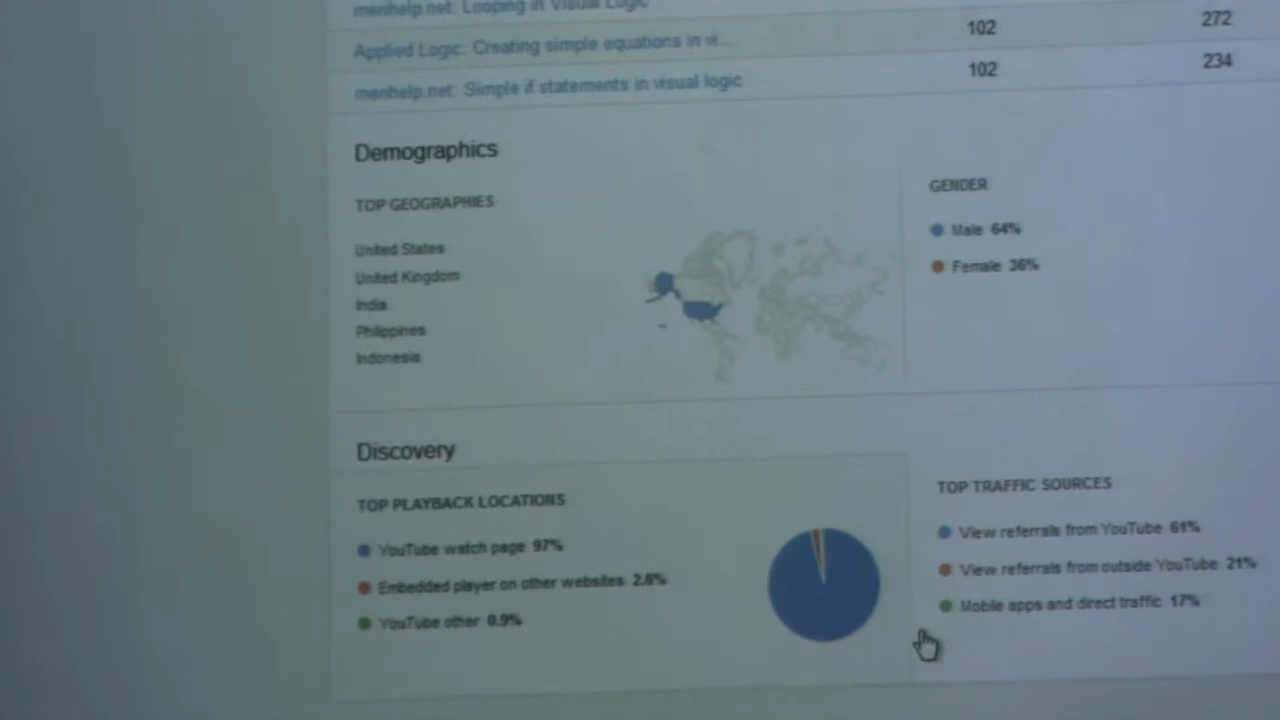 menhelp.net: Looping in Visual Logic
272
Applied Logic: Creating simple equations in vi... 102
menhelp.net: Simple if statements in visual logic 102 234
Demographics
TOP GEOGRAPHIES
United States
United Kingdom
India
Philippines
Indonesia
GENDER
Male 64%
Female 36%
Discovery
TOP PLAYBACK LOCATIONS
YouTube watch page 97%
Embedded player on other websites 2.6%
YouTube other 0.9%
TOP TRAFFIC SOURCES
View referrals from YouTube 61%
View referrals from outside YouTube 21%
Mobile apps and direct traffic 17%